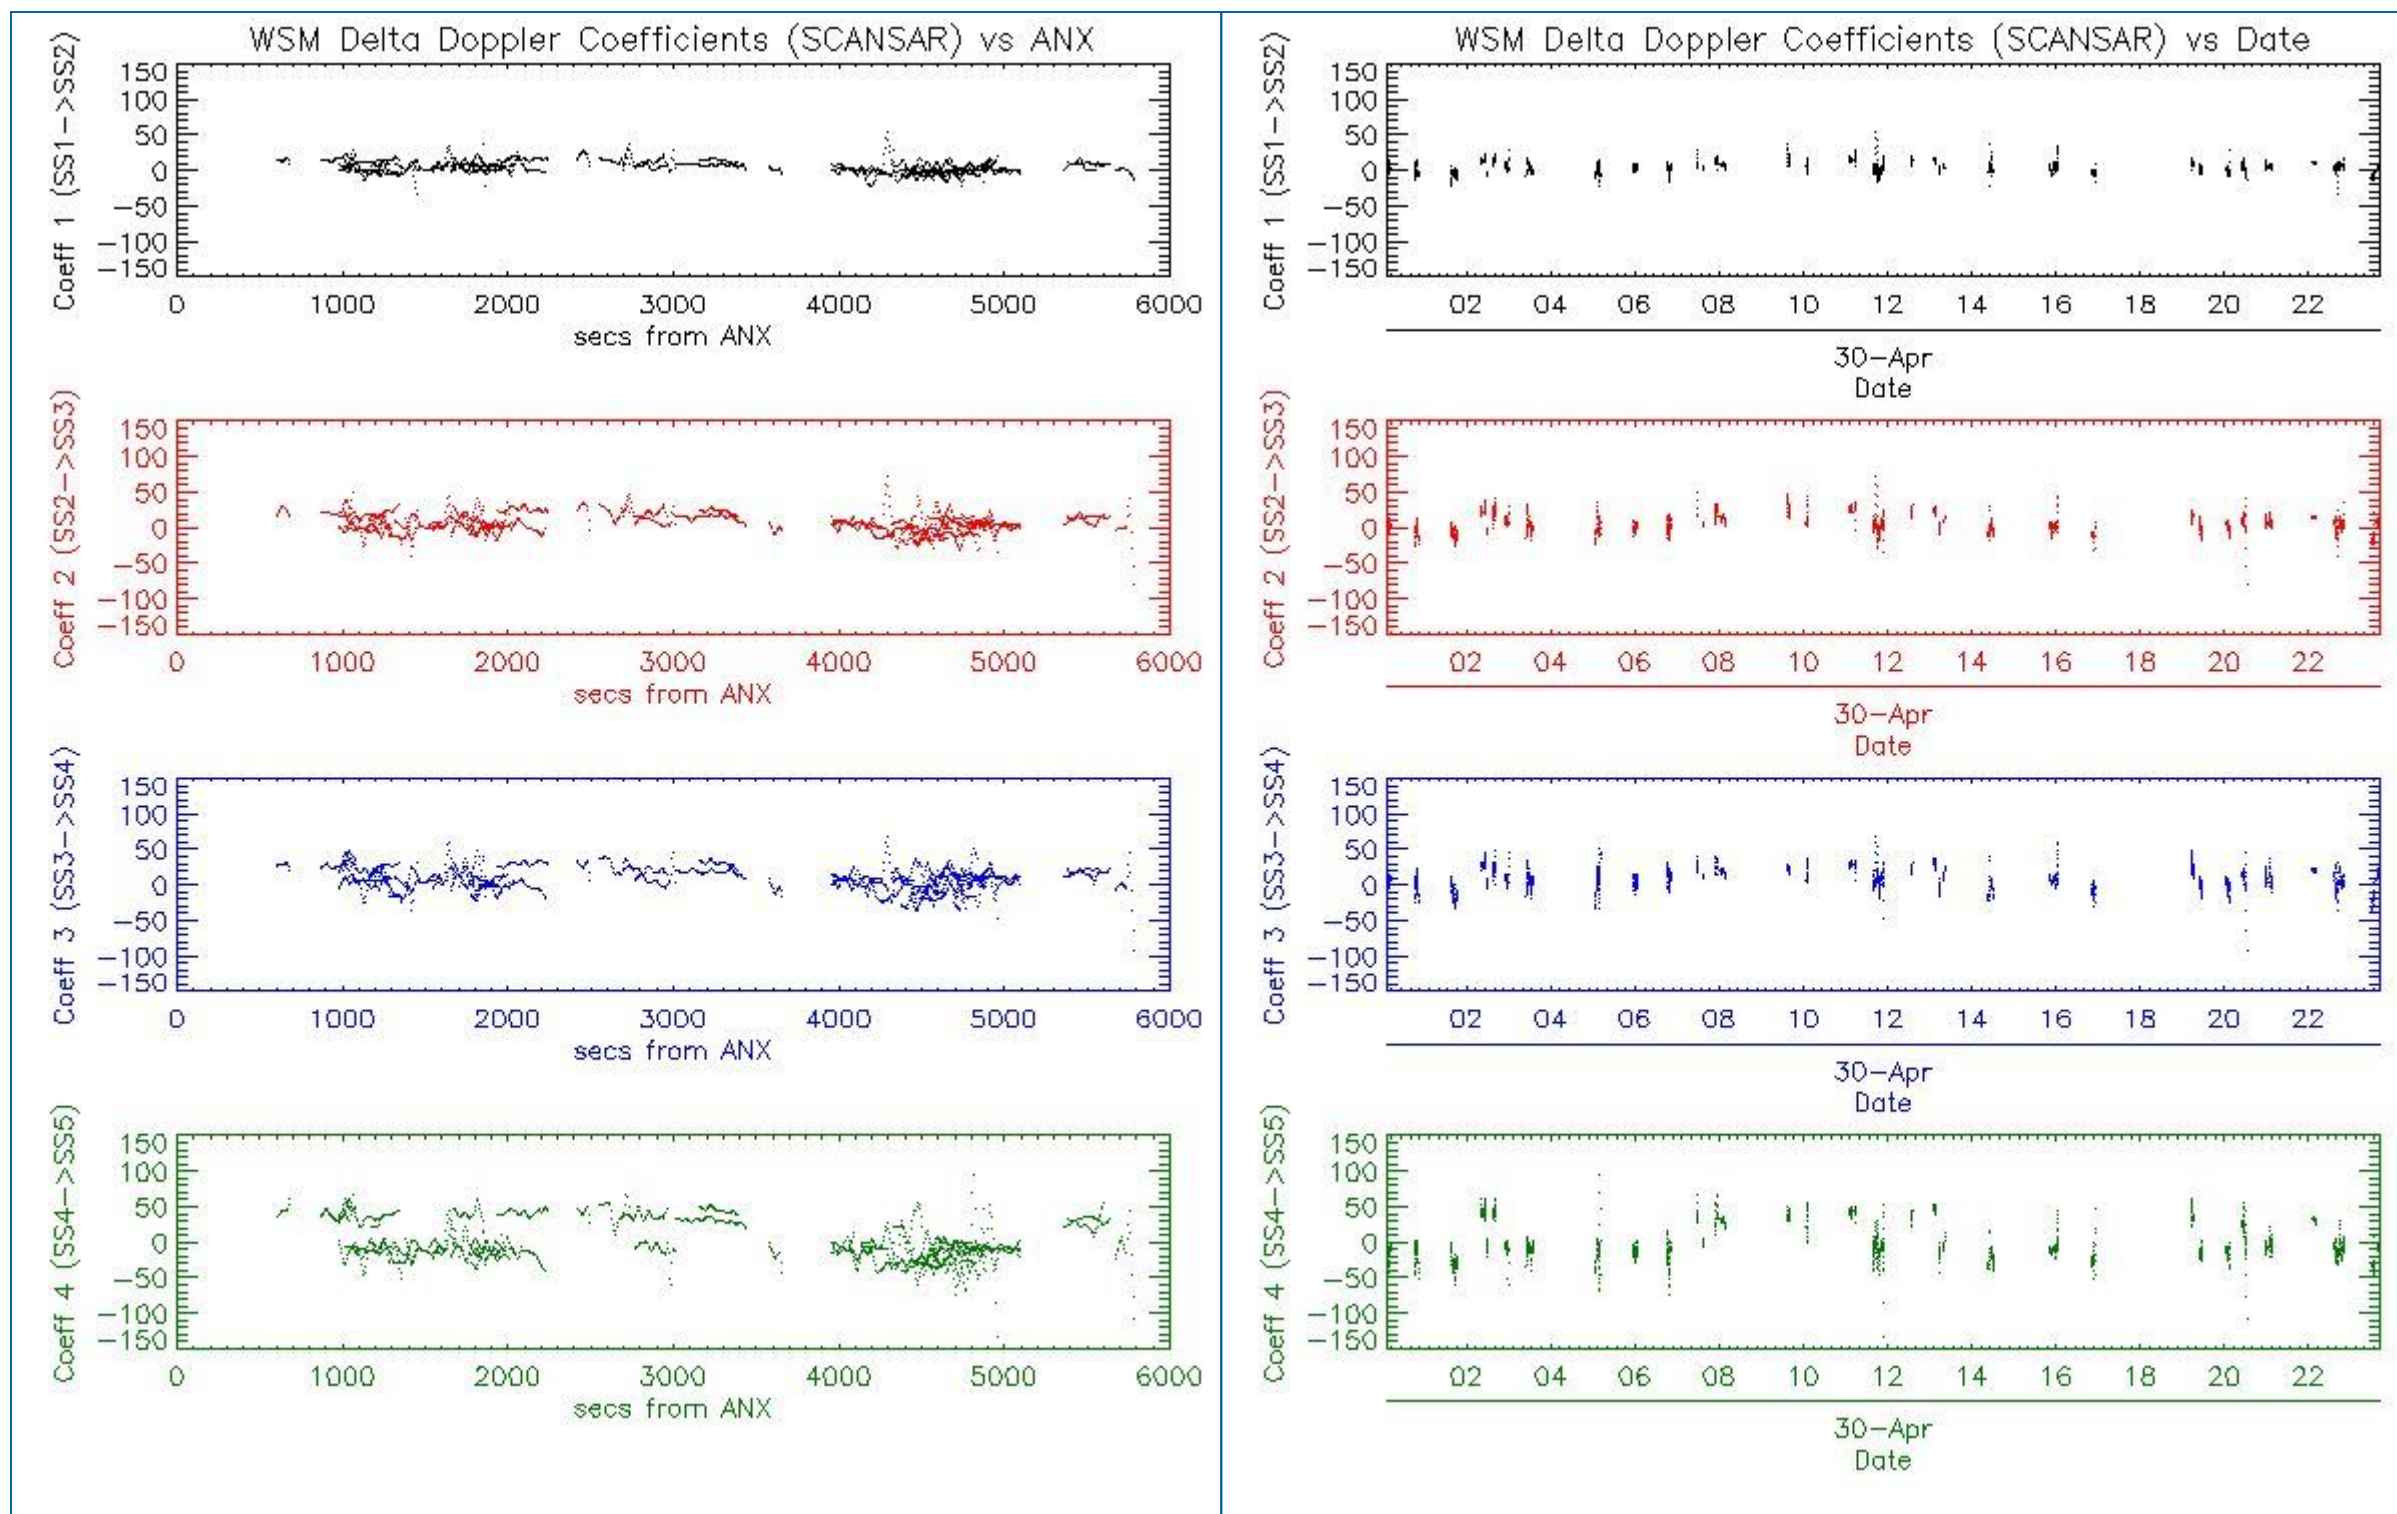 WSM Delta Doppler Coefficients (SCANSAR) vs ANX
Coeff 1 (SS1->SS2)
150
100
50
0
-50
-100
-150
0 1000 2000 3000 4000 5000 6000
secs from ANX
Coeff 2 (SS2->SS3)
150
100
50
0
-50
-100
-150
0 1000 2000 3000 4000 5000 6000
secs from ANX
Coeff 3 (SS3->SS4)
150
100
50
0
-50
-100
-150
0 1000 2000 3000 4000 5000 6000
secs from ANX
Coeff 4 (SS4->SS5)
150
100
50
0
-50
-100
-150
0 1000 2000 3000 4000 5000 6000
secs from ANX
WSM Delta Doppler Coefficients (SCANSAR) vs Date
Coeff 1 (SS1->SS2)
150
100
50
0
-50
-100
-150
02 04 06 08 10 12 14 16 18 20 22
30-Apr
Date
Coeff 2 (SS2->SS3)
150
100
50
0
-50
-100
-150
02 04 06 08 10 12 14 16 18 20 22
30-Apr
Date
Coeff 3 (SS3->SS4)
150
100
50
0
-50
-100
-150
02 04 06 08 10 12 14 16 18 20 22
30-Apr
Date
Coeff 4 (SS4->SS5)
150
100
50
0
-50
-100
-150
02 04 06 08 10 12 14 16 18 20 22
30-Apr
Date